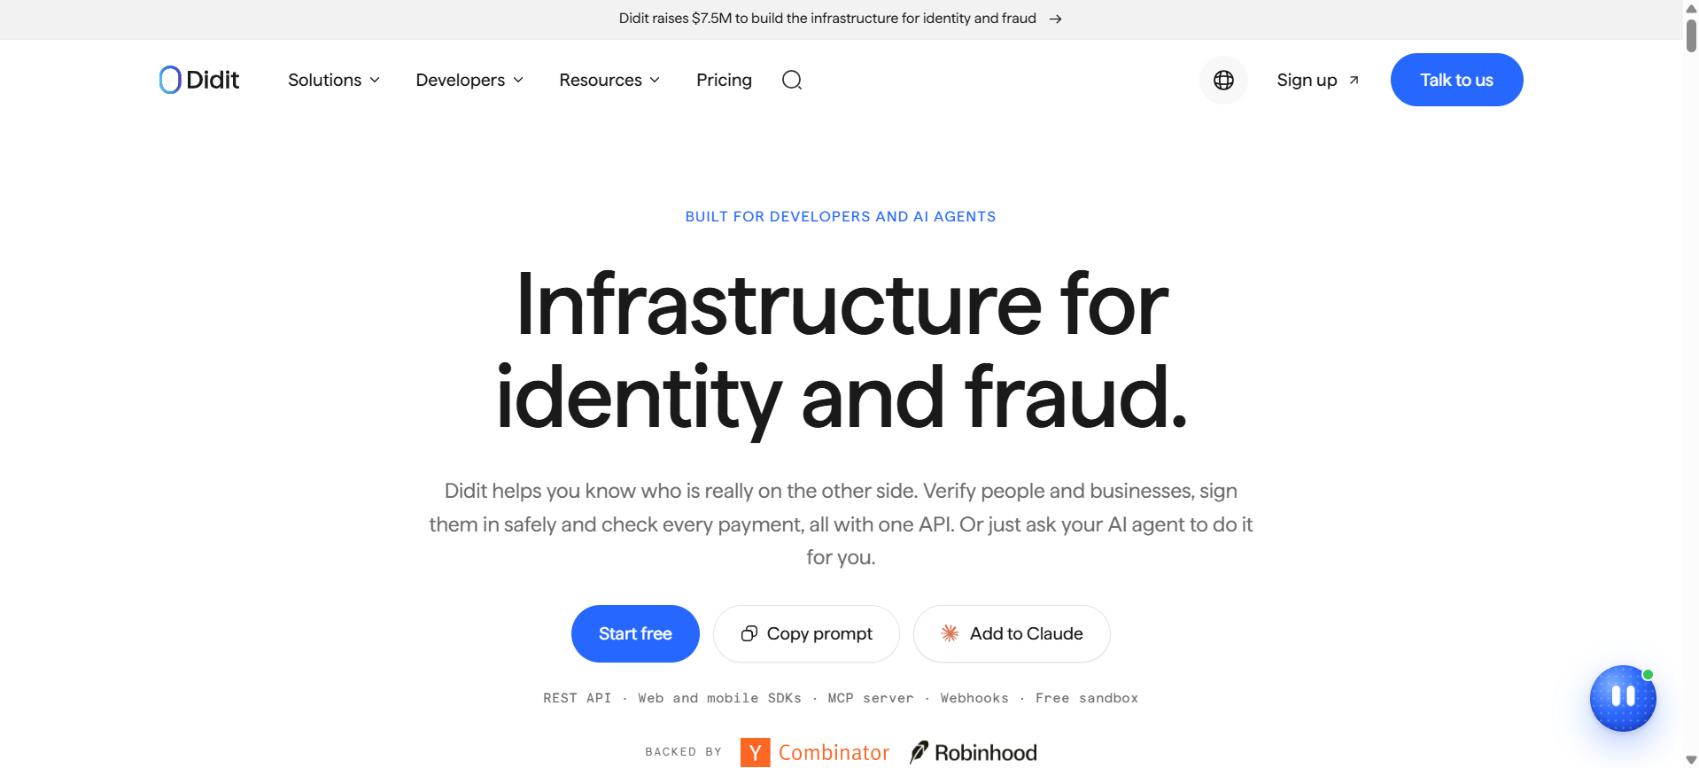 Didit raises $7.5M to build the infrastructure for identity and fraud →
Didit Solutions Developers Resources Pricing Sign up ↗ Talk to us
BUILT FOR DEVELOPERS AND AI AGENTS
Infrastructure for
identity and fraud.
Didit helps you know who is really on the other side. Verify people and businesses, sign
them in safely and check every payment, all with one API. Or just ask your AI agent to do it
for you.
Start free Copy prompt Add to Claude
REST API · Web and mobile SDKs · MCP server · Webhooks · Free sandbox
BACKED BY Y Combinator Robinhood